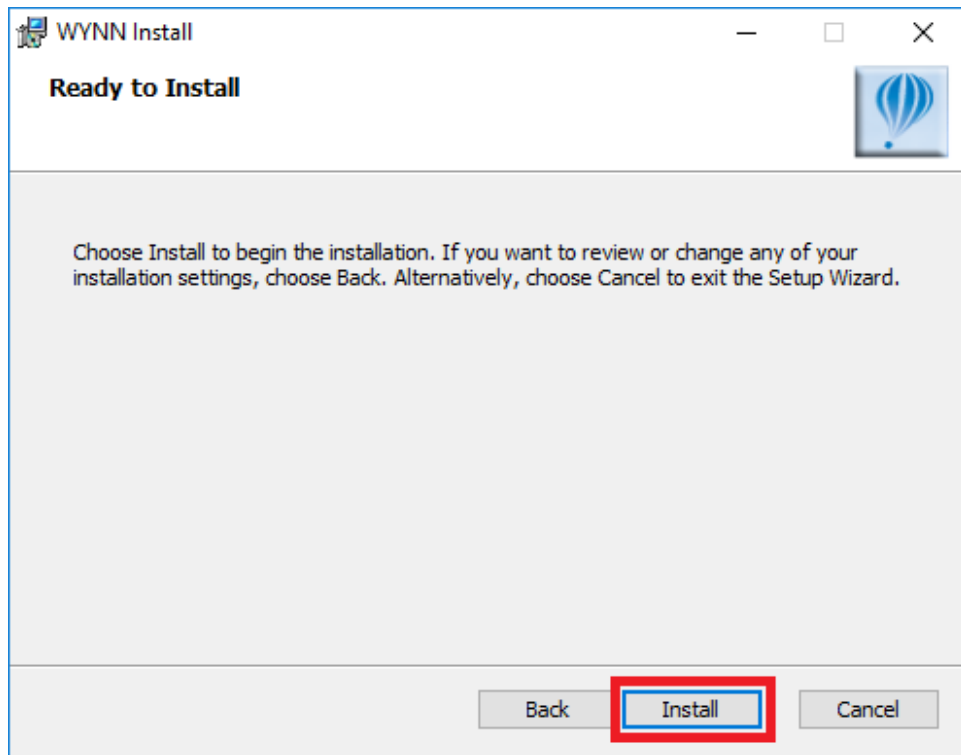 WYNN Install
Ready to Install
Choose Install to begin the installation. If you want to review or change any of your
installation settings, choose Back. Alternatively, choose Cancel to exit the Setup Wizard.
Back Install Cancel